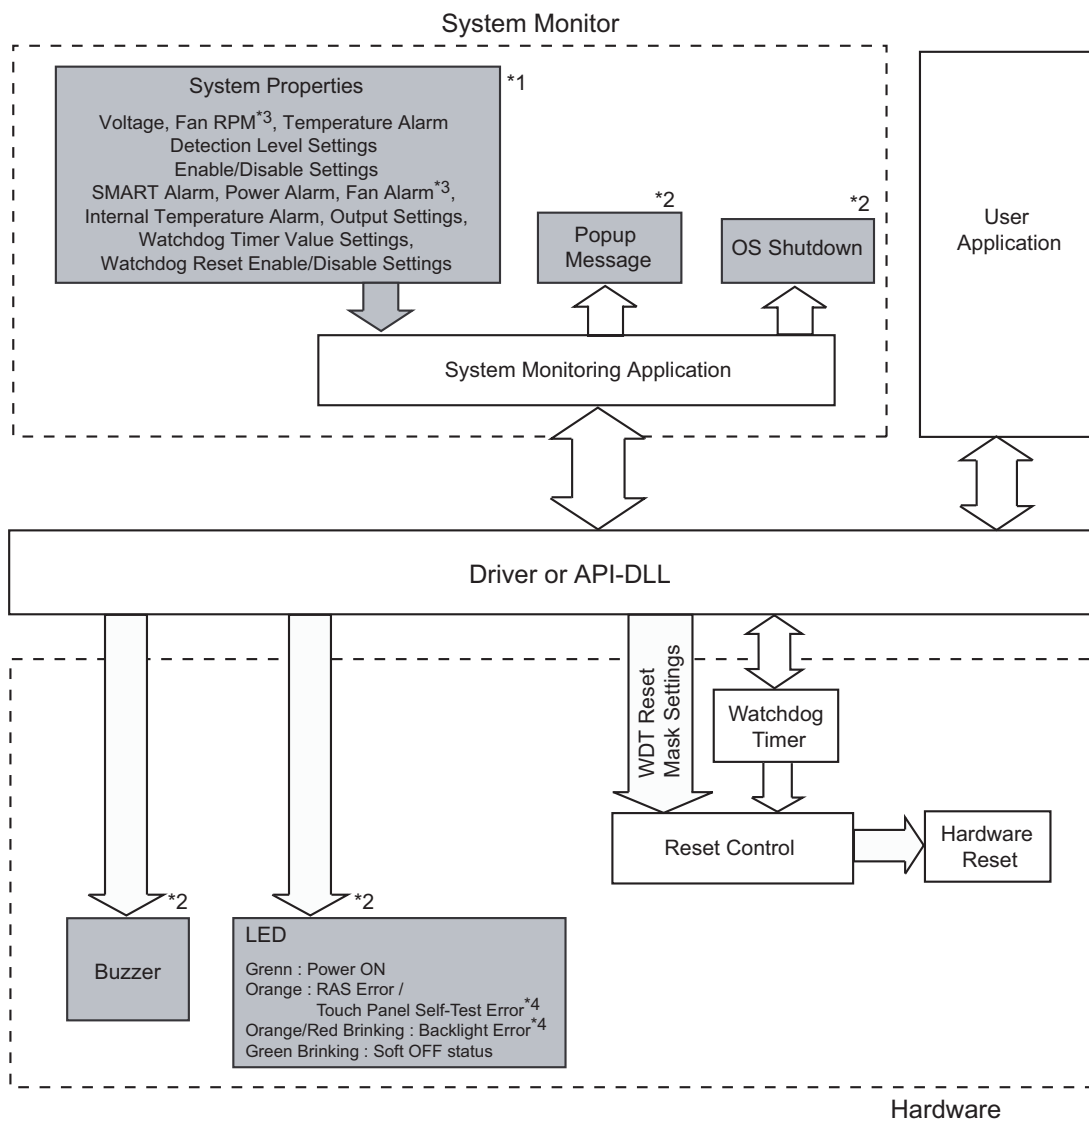 System Monitor
System Properties
*1
Voltage, Fan RPM*3, Temperature Alarm
Detection Level Settings
Enable/Disable Settings
SMART Alarm, Power Alarm, Fan Alarm*3,
Internal Temperature Alarm, Output Settings,
Watchdog Timer Value Settings,
Watchdog Reset Enable/Disable Settings
*2
Popup
Message
*2
OS Shutdown
User
Application
System Monitoring Application
Driver or API-DLL
WDT Reset
Mask Settings
Watchdog
Timer
Reset Control
Hardware
Reset
*2
Buzzer
*2
LED
Grenn : Power ON
Orange : RAS Error /
Touch Panel Self-Test Error*4
Orange/Red Brinking : Backlight Error*4
Green Brinking : Soft OFF status
Hardware